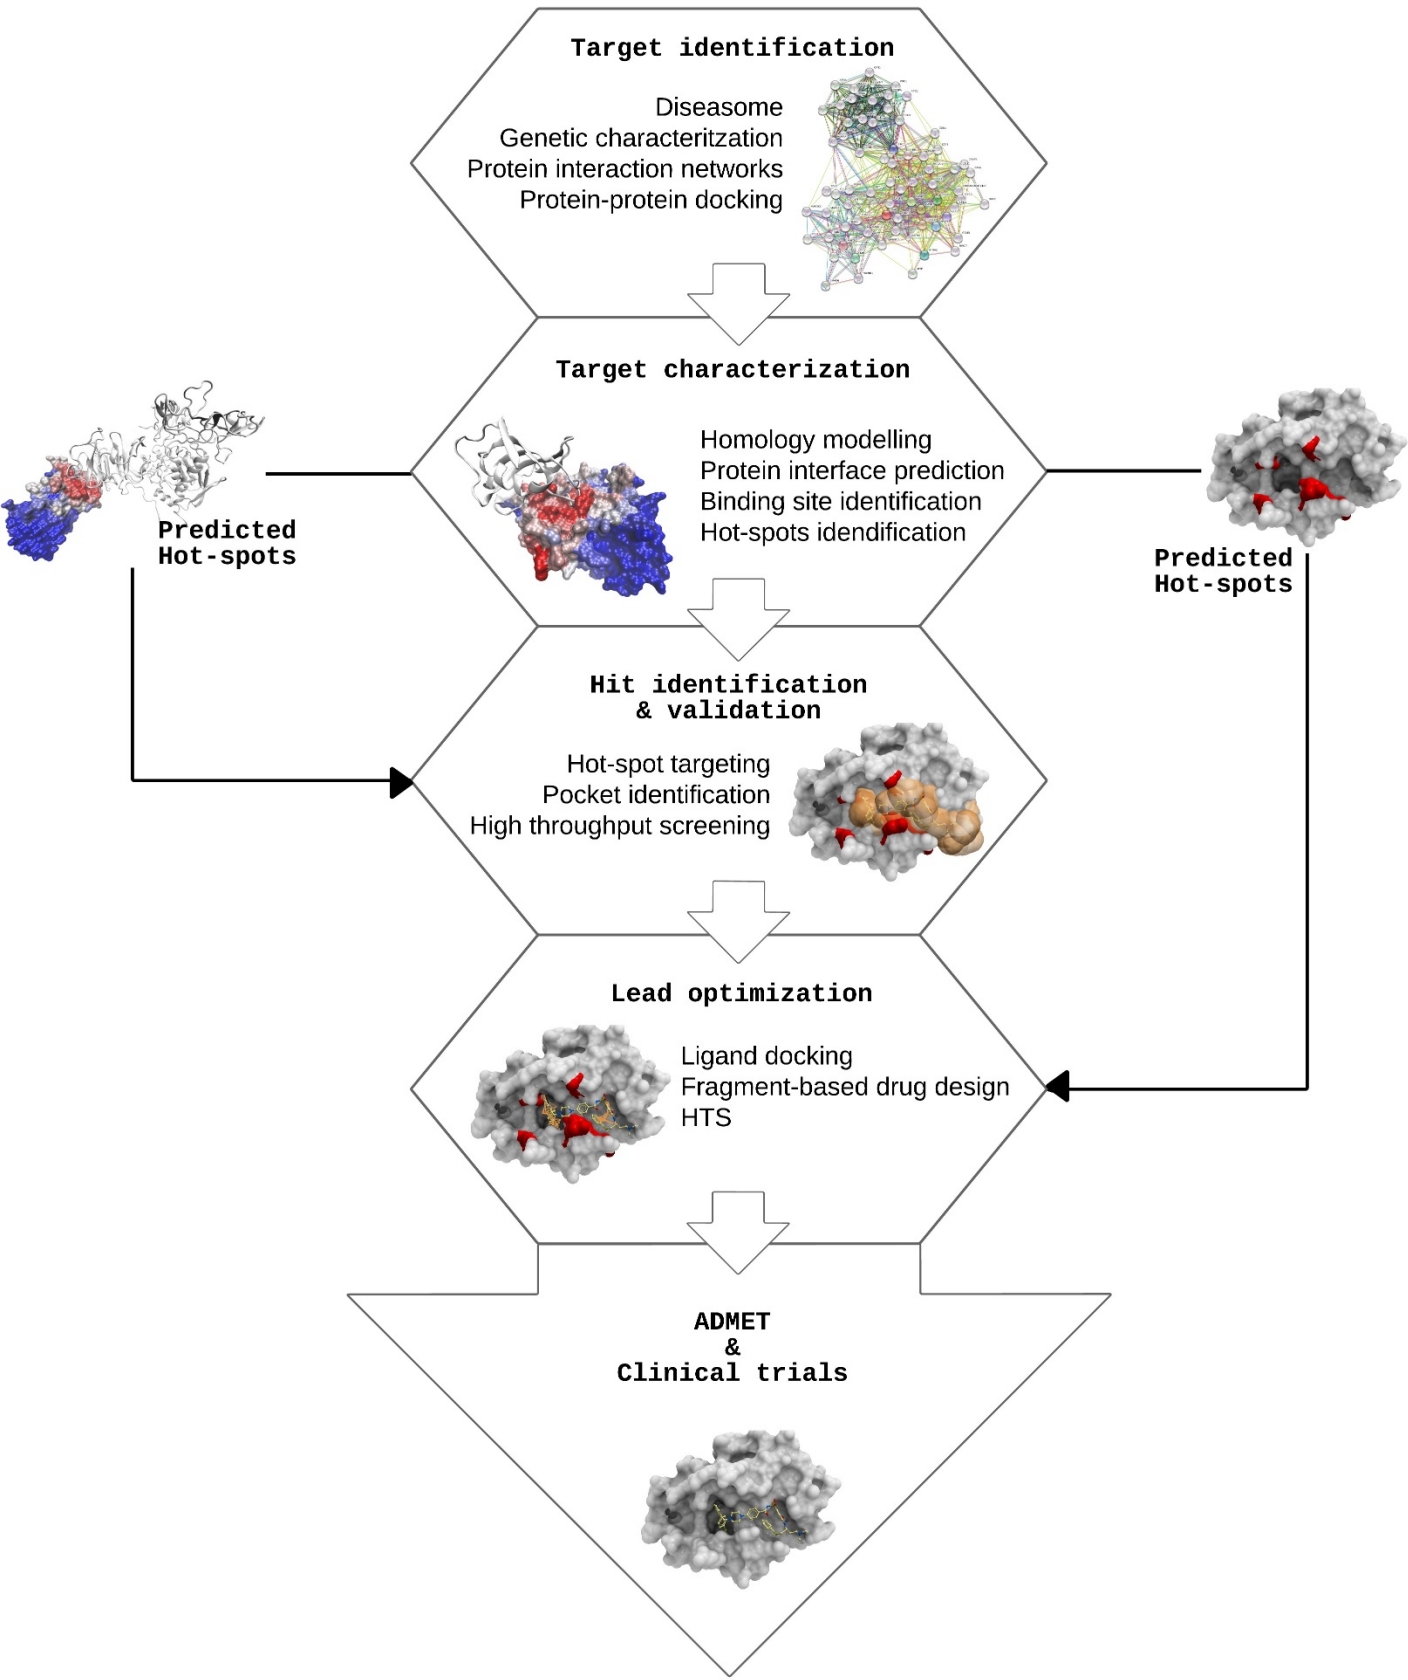 Target identification
Diseasome
Genetic characteritzation
Protein interaction networks
Protein-protein docking
Target characterization
Homology modelling
Protein interface prediction
Binding site identification
Hot-spots idendification
Predicted
Hot-spots
Predicted
Hot-spots
Hit identification
& validation
Hot-spot targeting
Pocket identification
High throughput screening
Lead optimization
Ligand docking
Fragment-based drug design
HTS
ADMET
&
Clinical trials